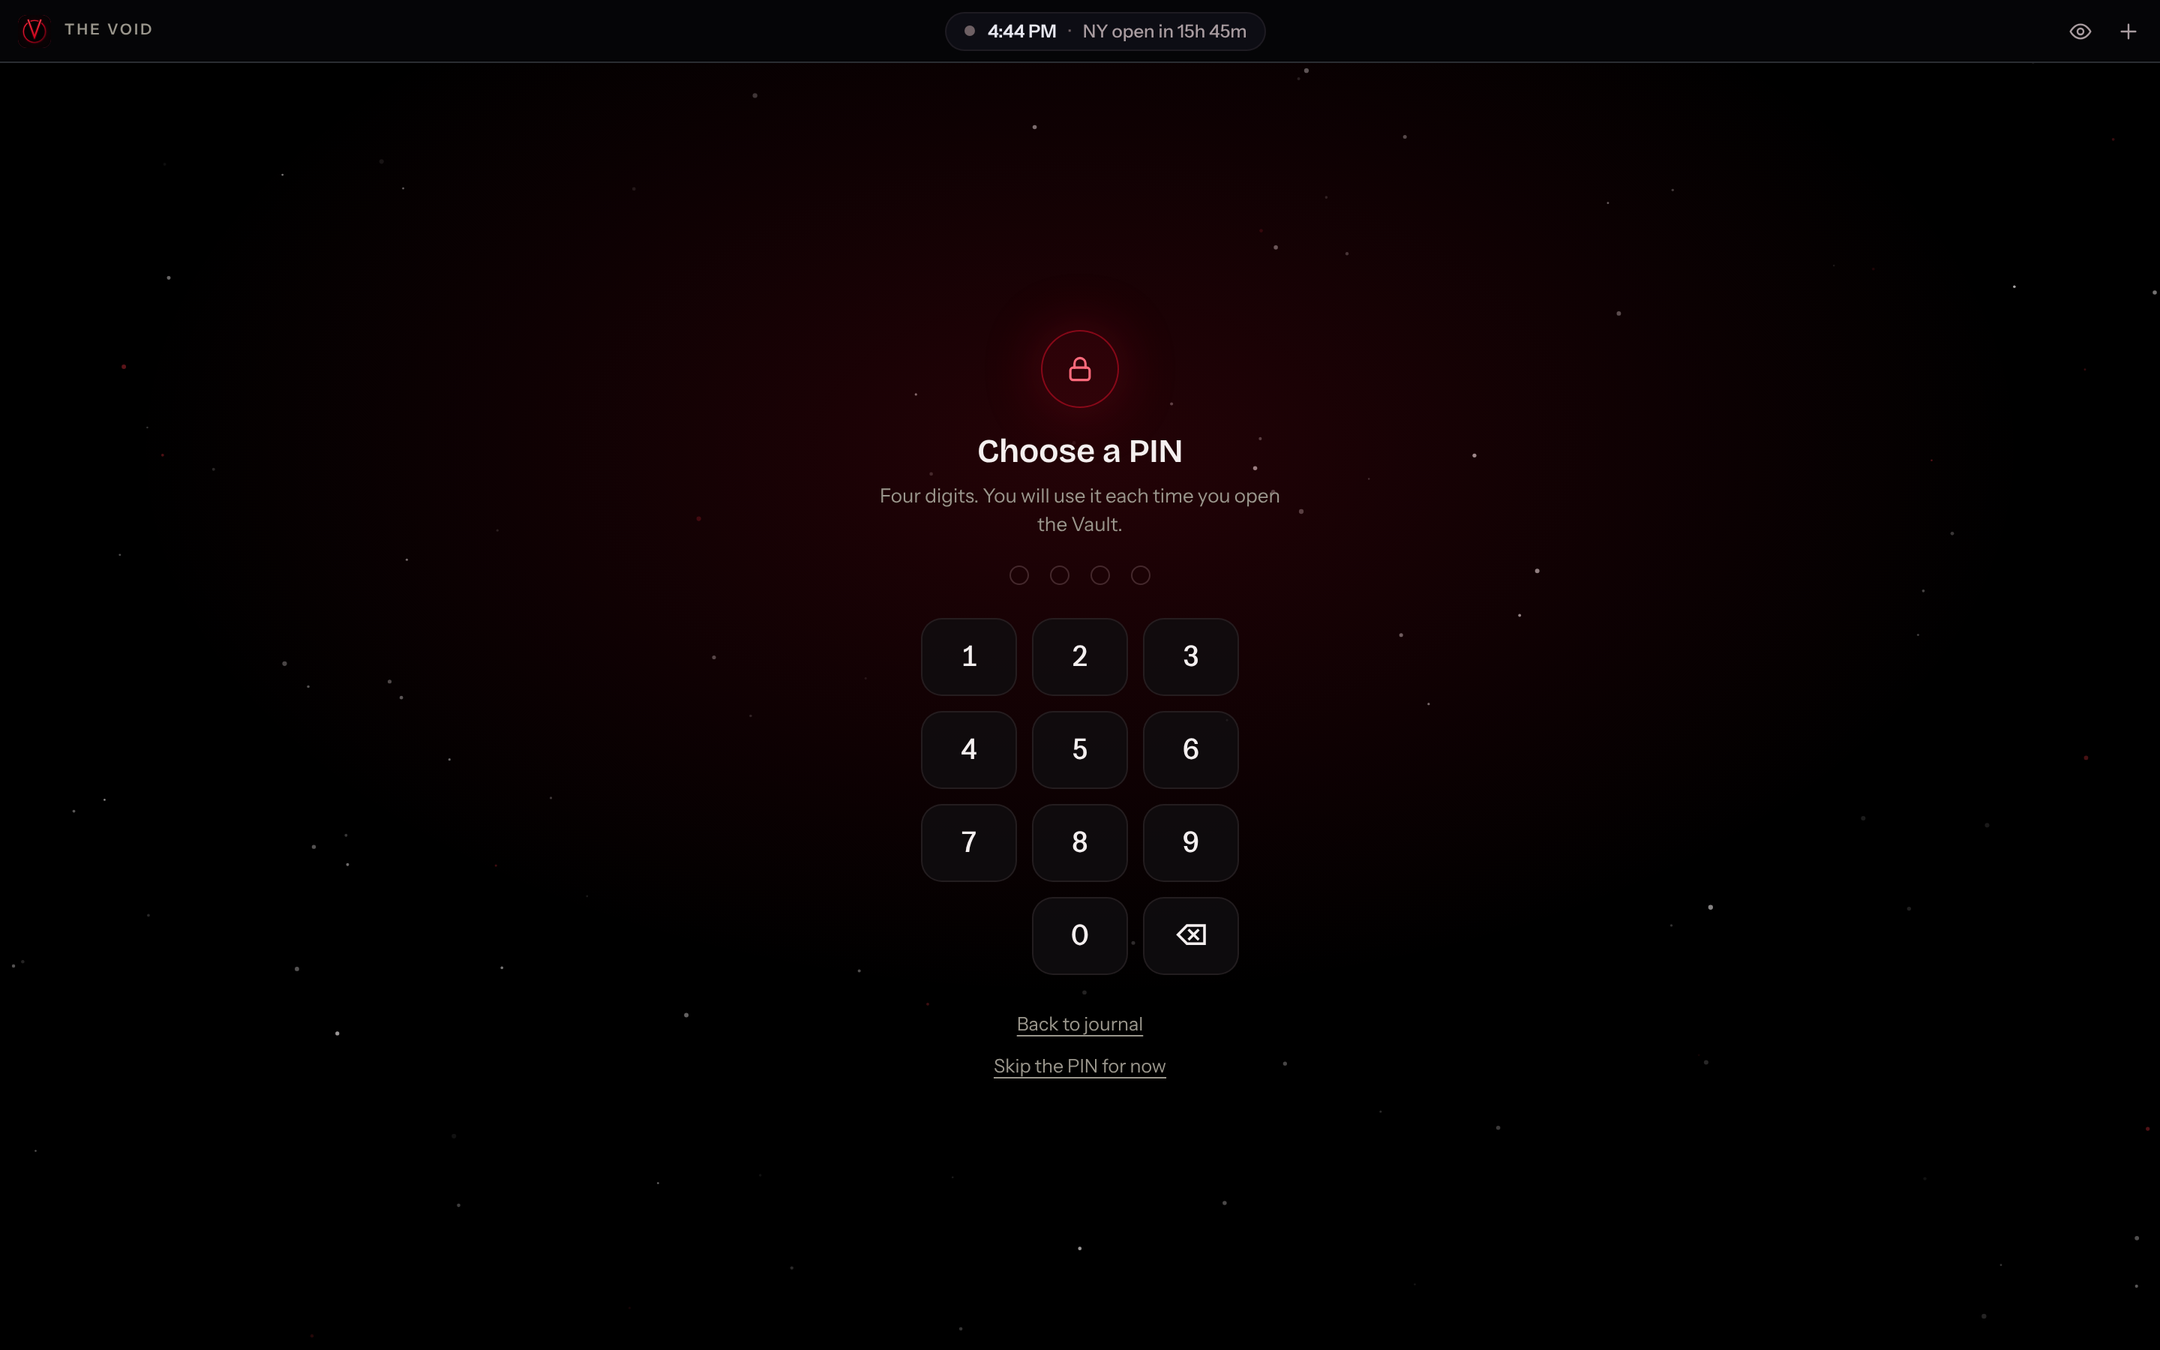 THE VOID
4:44 PM · NY open in 15h 45m
Choose a PIN
Four digits. You will use it each time you open
the Vault.
1 2 3
4 5 6
7 8 9
0
Back to journal
Skip the PIN for now